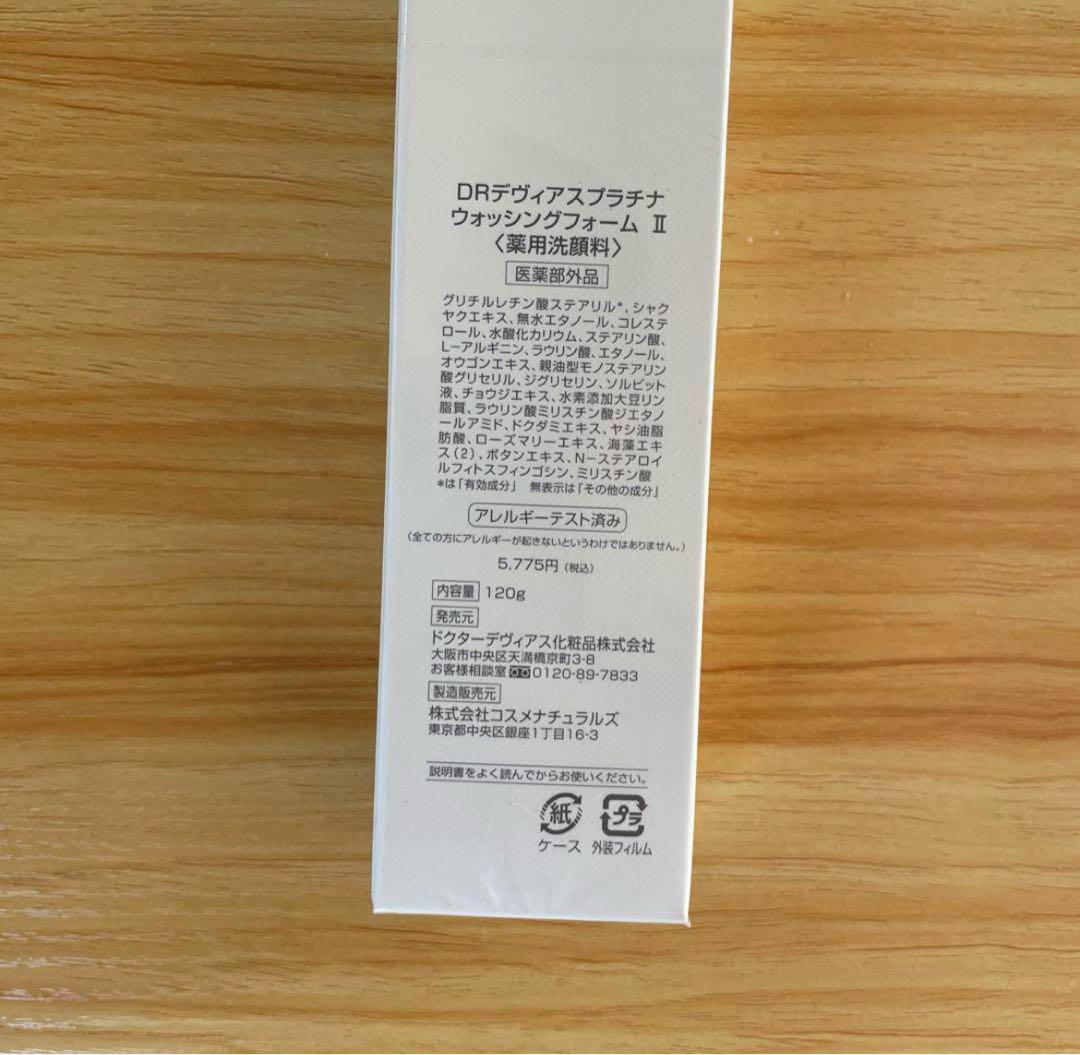 DRデヴィアスプラチナ
ウォッシングフォーム Ⅱ
〈薬用洗顔料〉
医薬部外品
グリチルレチン酸ステアリル*、シャク
ヤクエキス、無水エタノール、コレステ
ロール、水酸化カリウム、ステアリン酸、
L−アルギニン、ラウリン酸、エタノール、
オウゴンエキス、親油型モノステアリン
酸グリセリル、ジグリセリン、ソルビット
液、チョウジエキス、水素添加大豆リン
脂質、ラウリン酸ミリスチン酸ジエタノ
ールアミド、ドクダミエキス、ヤシ油脂
肪酸、ローズマリーエキス、海藻エキ
ス(2)、ボタンエキス、N−ステアロイ
ルフィトスフィンゴシン、ミリスチン酸
*は「有効成分」 無表示は「その他の成分」
アレルギーテスト済み
(全ての方にアレルギーが起きないというわけではありません。)
5,775円(税込)
内容量 120g
発売元
ドクターデヴィアス化粧品株式会社
大阪市中央区天満橋京町3-8
お客様相談室 0120-89-7833
製造販売元
株式会社コスメナチュラルズ
東京都中央区銀座1丁目16-3
説明書をよく読んでからお使いください。
紙 プラ
ケース 外装フィルム